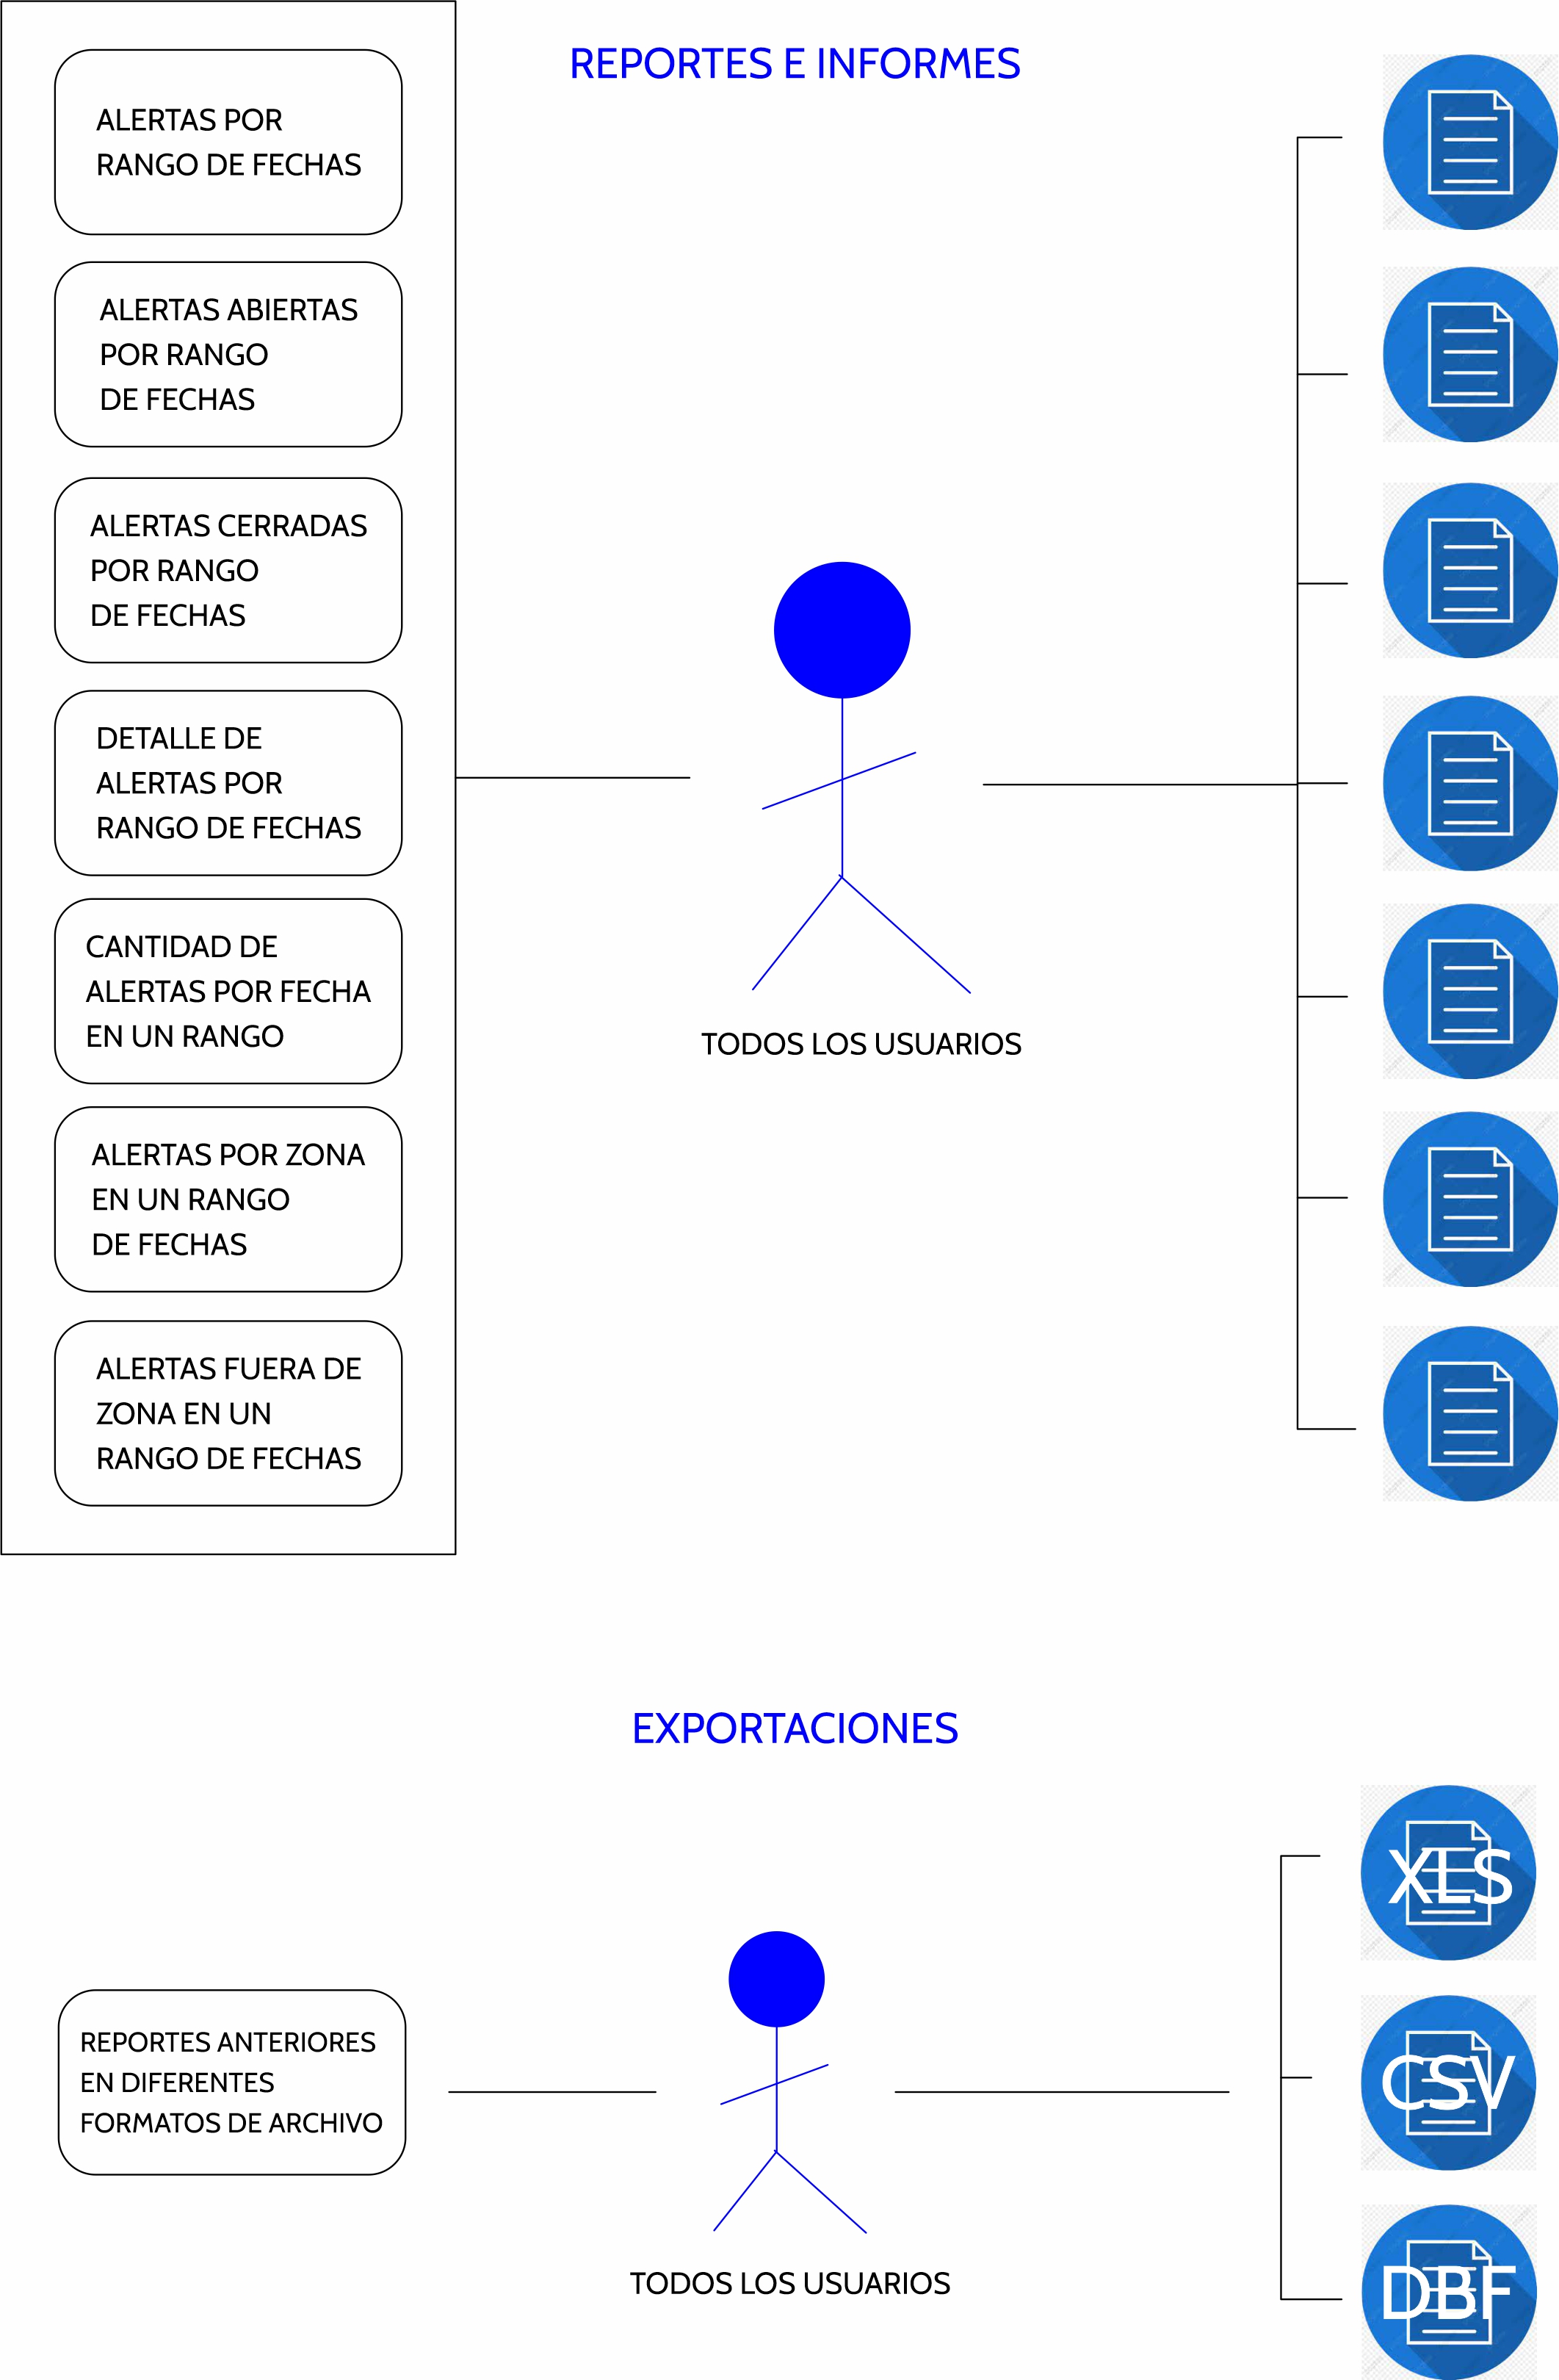 REPORTES E INFORMES
ALERTAS POR
RANGO DE FECHAS
ALERTAS ABIERTAS
POR RANGO
DE FECHAS
ALERTAS CERRADAS
POR RANGO
DE FECHAS
DETALLE DE
ALERTAS POR
RANGO DE FECHAS
CANTIDAD DE
ALERTAS POR FECHA
EN UN RANGO
TODOS LOS USUARIOS
ALERTAS POR ZONA
EN UN RANGO
DE FECHAS
ALERTAS FUERA DE
ZONA EN UN
RANGO DE FECHAS
EXPORTACIONES
REPORTES ANTERIORES
EN DIFERENTES
FORMATOS DE ARCHIVO
TODOS LOS USUARIOS
XLS
CSV
DBF